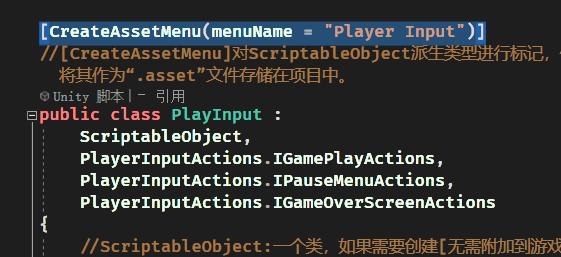 [CreateAssetMenu(menuName = "Player Input")]
//[CreateAssetMenu]对ScriptableObject派生类型进行标记,
将其作为“.asset”文件存储在项目中。
Unity 脚本|- 引用
public class PlayInput :
ScriptableObject,
PlayerInputActions.IGamePlayActions,
PlayerInputActions.IPauseMenuActions,
PlayerInputActions.IGameOverScreenActions
{
//ScriptableObject:一个类,如果需要创建[无需附加到游戏